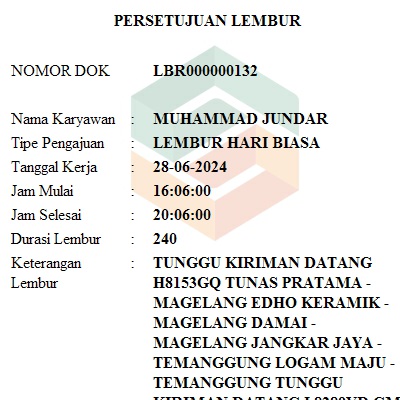 PERSETUJUAN LEMBUR
NOMOR DOK LBR000000132
Nama Karyawan : MUHAMMAD JUNDAR
Tipe Pengajuan : LEMBUR HARI BIASA
Tanggal Kerja : 28-06-2024
Jam Mulai : 16:06:00
Jam Selesai : 20:06:00
Durasi Lembur : 240
Keterangan : TUNGGU KIRIMAN DATANG
Lembur H8153GQ TUNAS PRATAMA -
MAGELANG EDHO KERAMIK -
MAGELANG DAMAI -
MAGELANG JANGKAR JAYA -
TEMANGGUNG LOGAM MAJU -
TEMANGGUNG TUNGGU
KIRIMAN DATANG